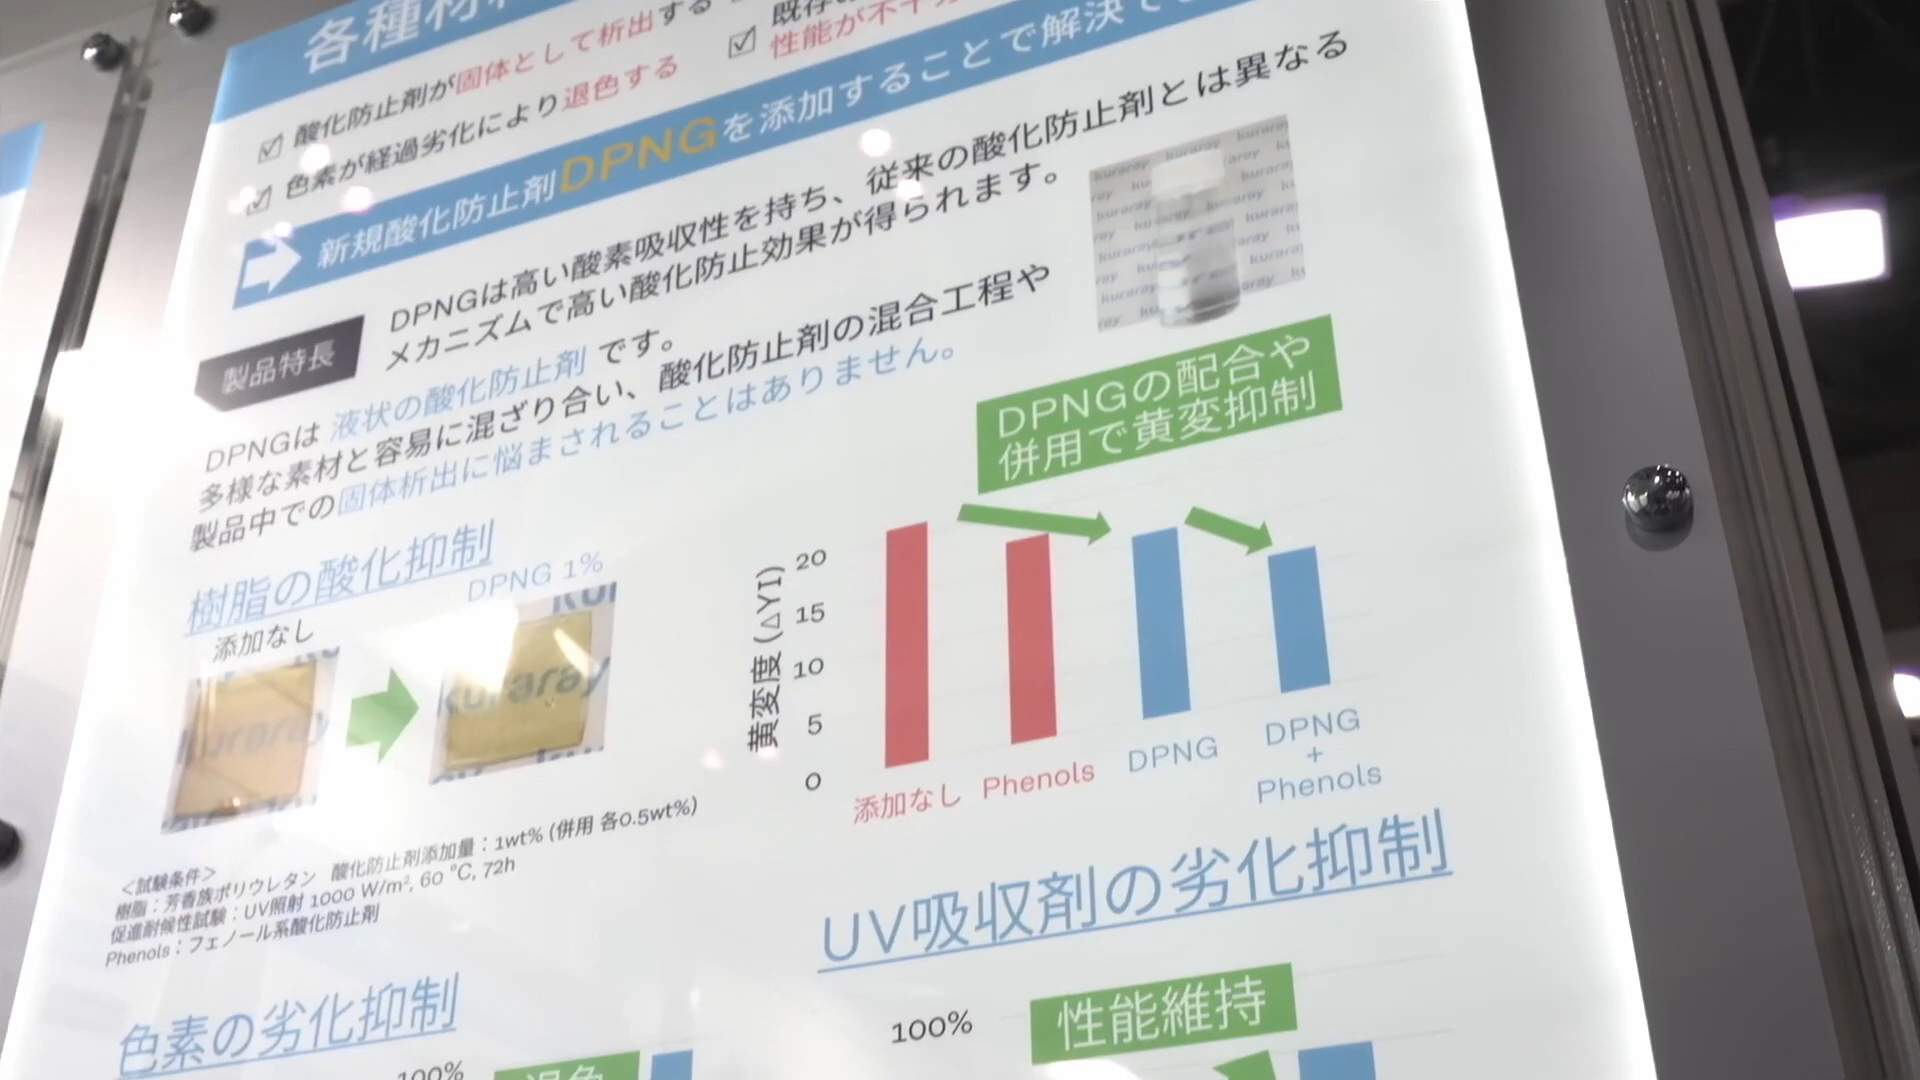 各種材
酸化防止剤が固体として析出する
既存
性能が不十
色素が経過劣化により退色する
新規酸化防止剤DPNGを添加することで解決でき
DPNGは高い酸素吸収性を持ち、従来の酸化防止剤とは異なる
メカニズムで高い酸化防止効果が得られます。
製品特長
DPNGは 液状の酸化防止剤 です。
多様な素材と容易に混ざり合い、酸化防止剤の混合工程や
製品中での固体析出に悩まされることはありません。
DPNGの配合や
併用で黄変抑制
樹脂の酸化抑制
DPNG 1%
添加なし
kuraray
kuraray
黄変度 (△YI)
20
15
10
5
0
添加なし
Phenols
DPNG
DPNG
+
Phenols
<試験条件>
樹脂：芳香族ポリウレタン 酸化防止剤添加量：1wt% (併用 各0.5wt%)
促進耐候性試験：UV照射 1000 W/m², 60 ℃, 72h
Phenols：フェノール系酸化防止剤
UV吸収剤の劣化抑制
性能維持
100%
色素の劣化抑制
100%
退色